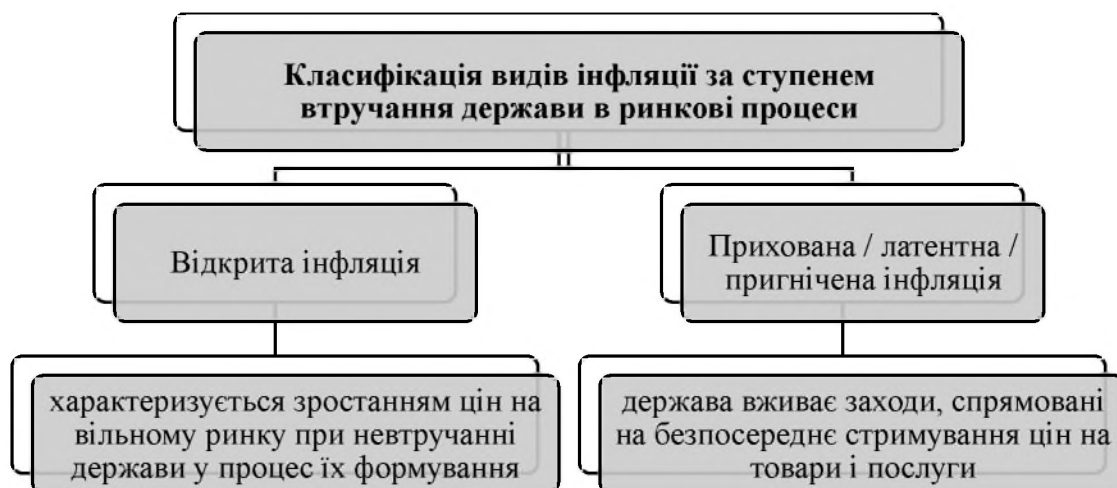 Класифікація видів інфляції за ступенем
втручання держави в ринкові процеси
Відкрита інфляція
Прихована / латентна /
пригнічена інфляція
характеризується зростанням цін на
вільному ринку при невтручанні
держави у процес їх формування
держава вживає заходи, спрямовані
на безпосереднє стримування цін на
товари і послуги